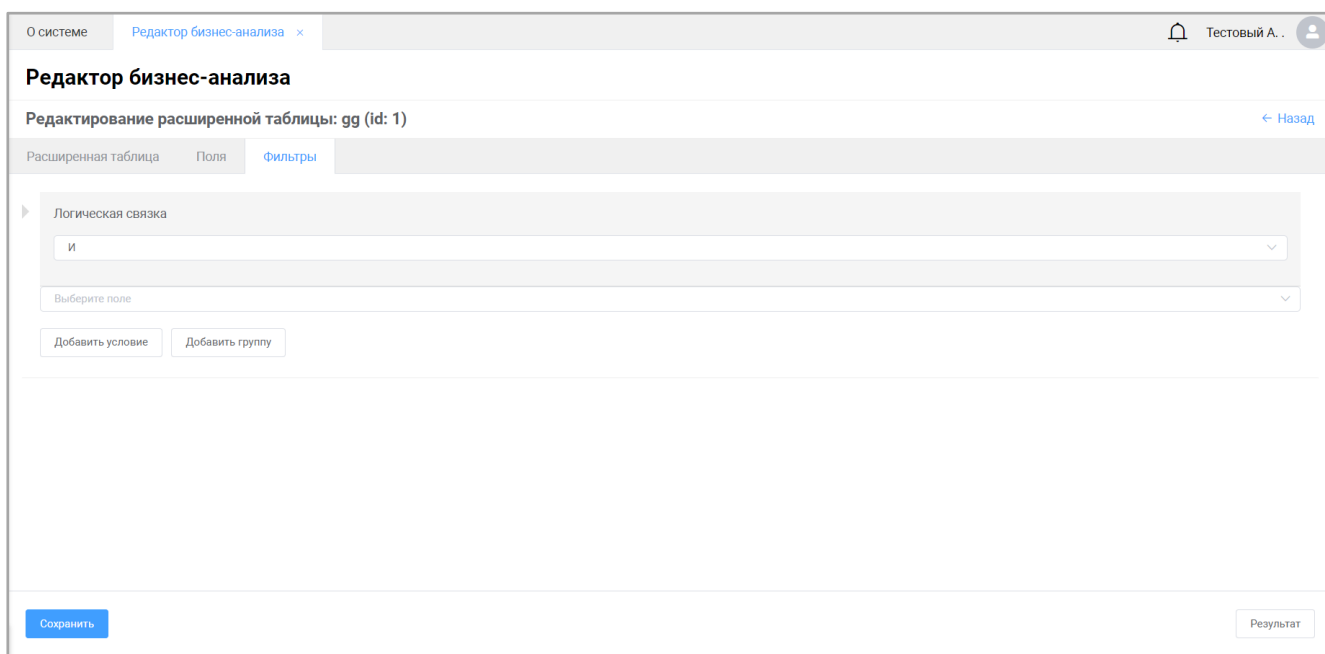 О системе Редактор бизнес-анализа × Тестовый А. .
Редактор бизнес-анализа
Редактирование расширенной таблицы: gg (id: 1) ← Назад
Расширенная таблица Поля Фильтры
Логическая связка
И
Выберите поле
Добавить условие Добавить группу
Сохранить Результат